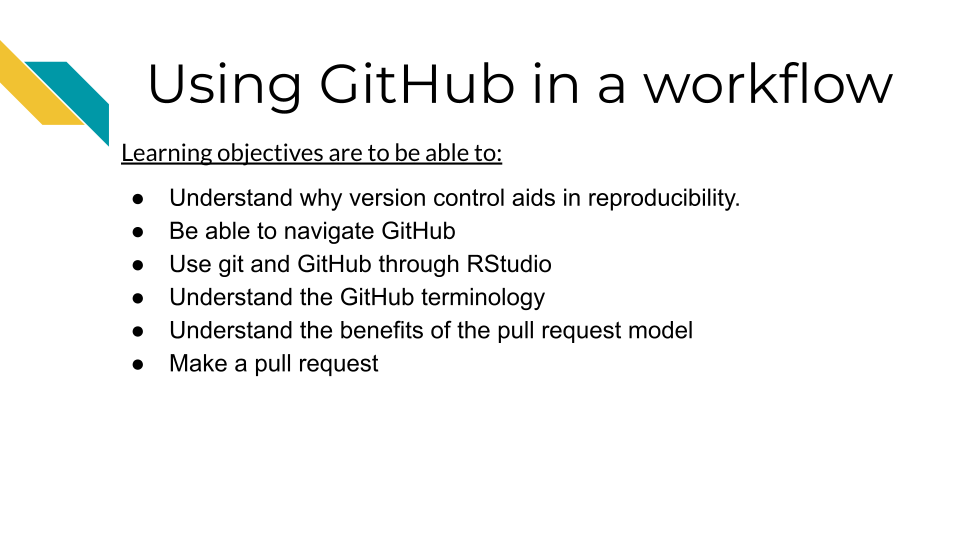 Using GitHub in a workflow
Learning objectives are to be able to:
● Understand why version control aids in reproducibility.
● Be able to navigate GitHub
● Use git and GitHub through RStudio
● Understand the GitHub terminology
● Understand the benefits of the pull request model
● Make a pull request